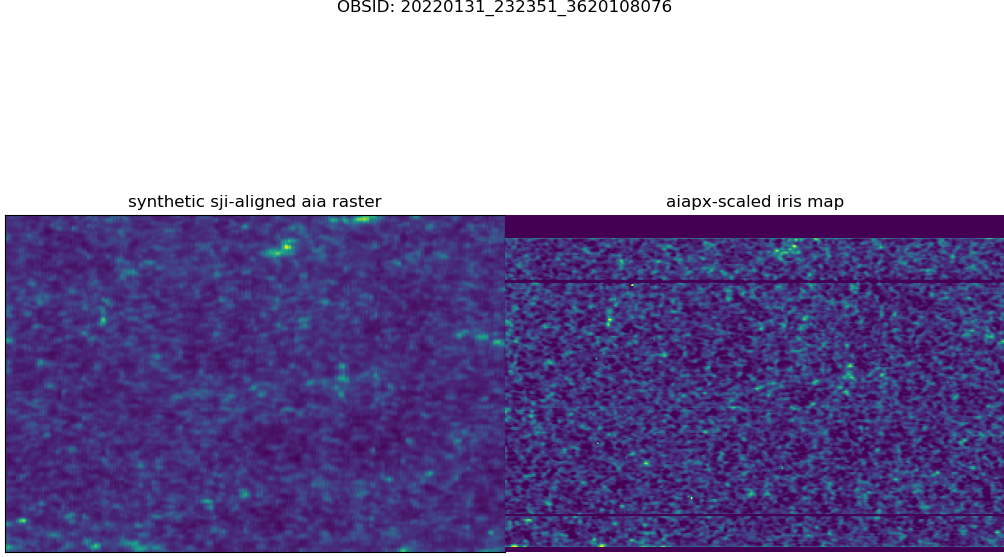 OBSID: 20220131_232351_3620108076
synthetic sji-aligned aia raster
aiapx-scaled iris map